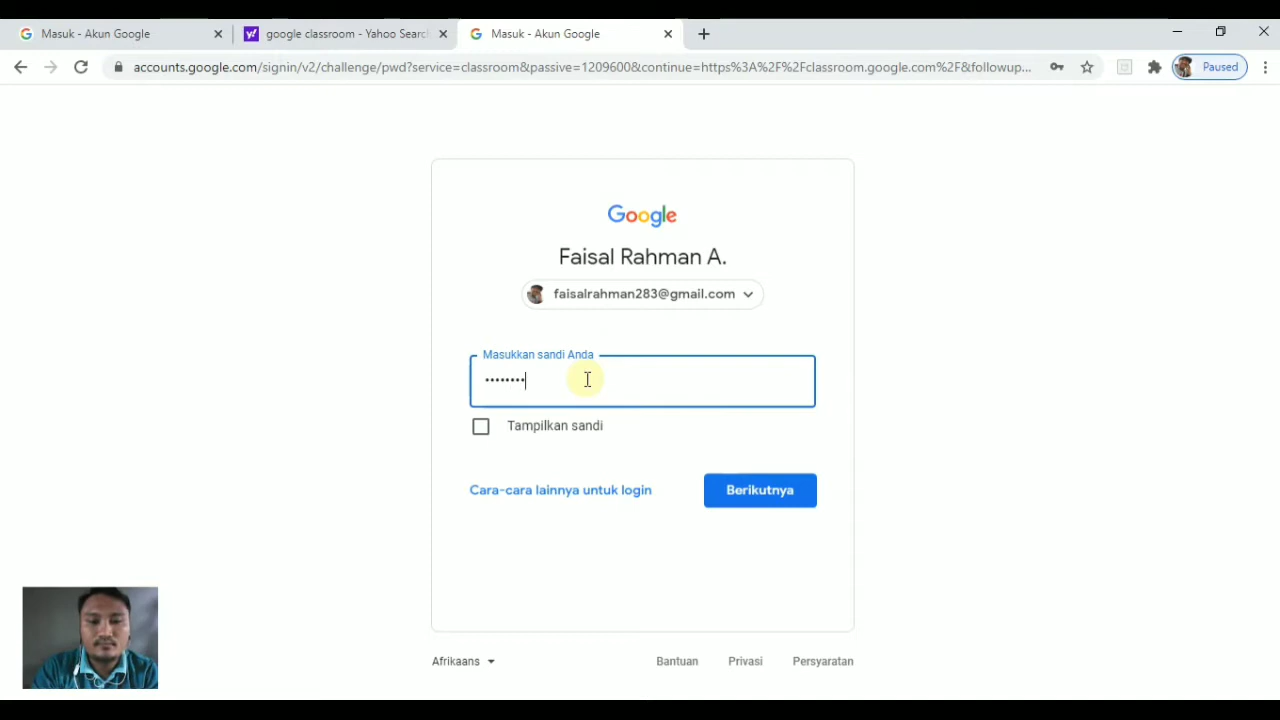 Masuk - Akun Google
google classroom - Yahoo Searc
Masuk - Akun Google
accounts.google.com/signin/v2/challenge/pwd?service=classroom&passive=1209600&continue=https%3A%2F%2Fclassroom.google.com%2F&followup...
Paused
Google
Faisal Rahman A.
faisalrahman283@gmail.com
Masukkan sandi Anda
••••••••
Tampilkan sandi
Cara-cara lainnya untuk login
Berikutnya
Afrikaans
Bantuan
Privasi
Persyaratan